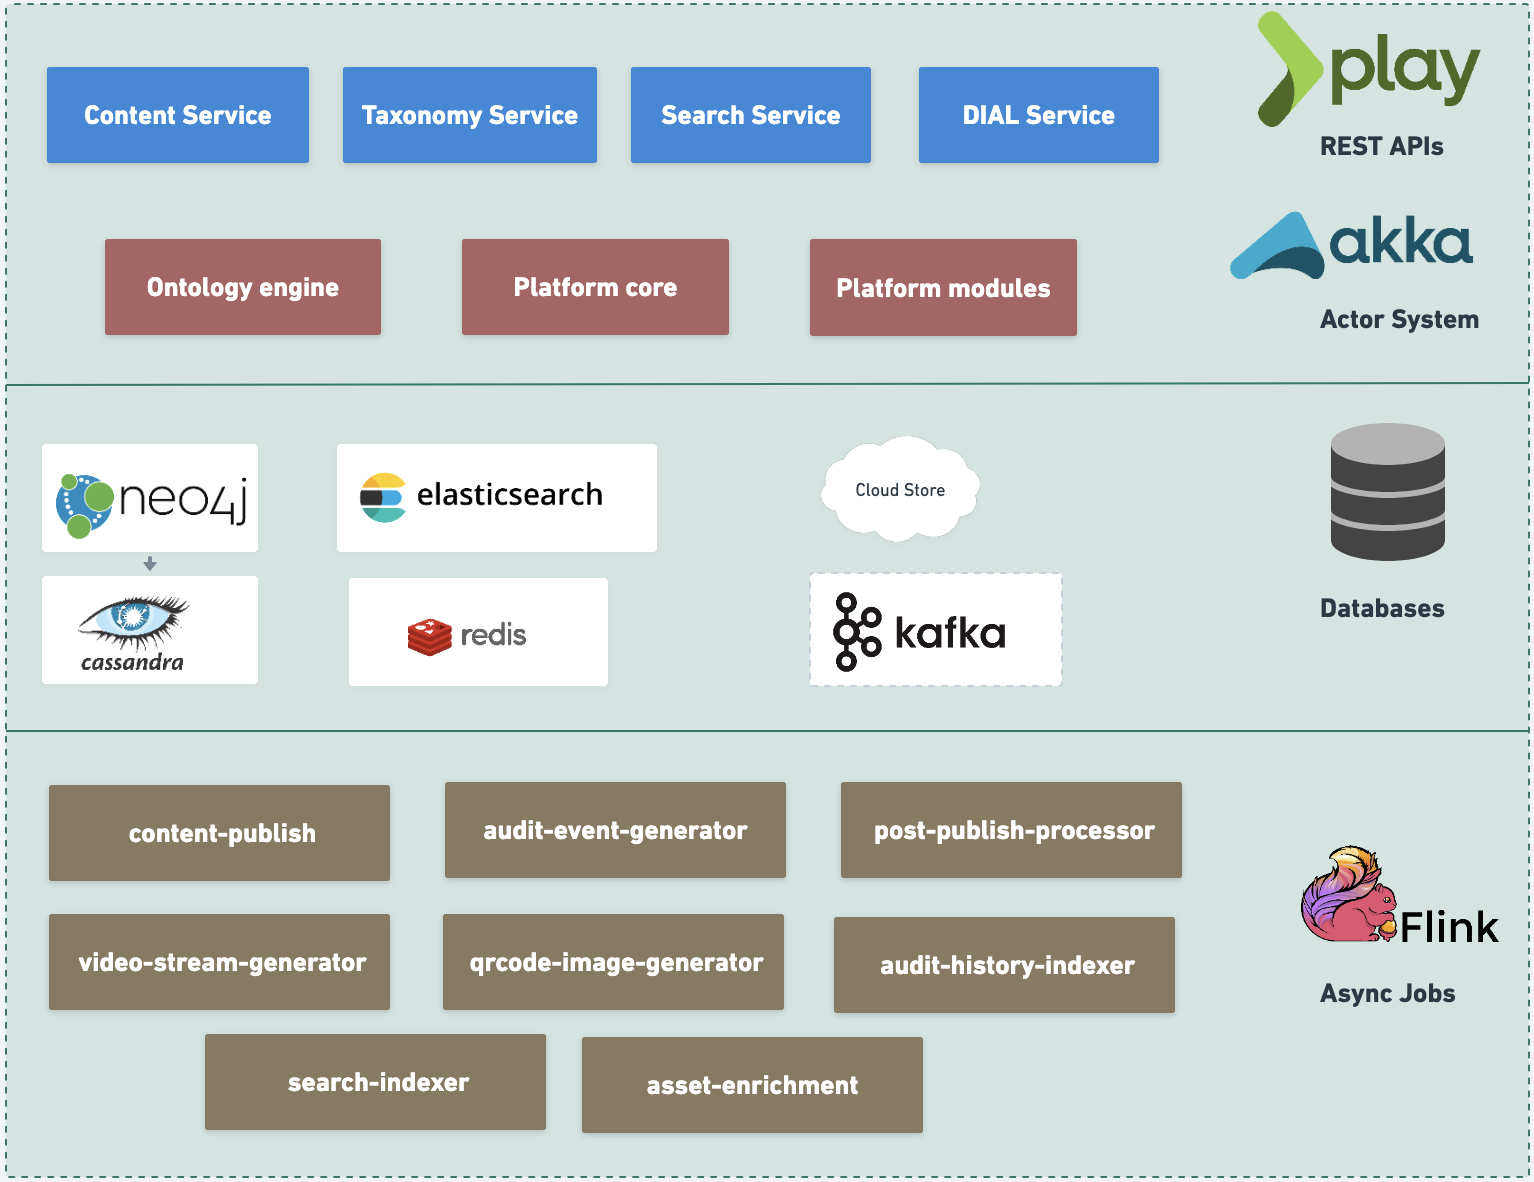 play
Content Service
Taxonomy Service
Search Service
DIAL Service
REST APIs
akka
Ontology engine
Platform core
Platform modules
Actor System
neo4j
elasticsearch
Cloud Store
cassandra
redis
kafka
Databases
content-publish
audit-event-generator
post-publish-processor
video-stream-generator
qrcode-image-generator
audit-history-indexer
Flink
Async Jobs
search-indexer
asset-enrichment